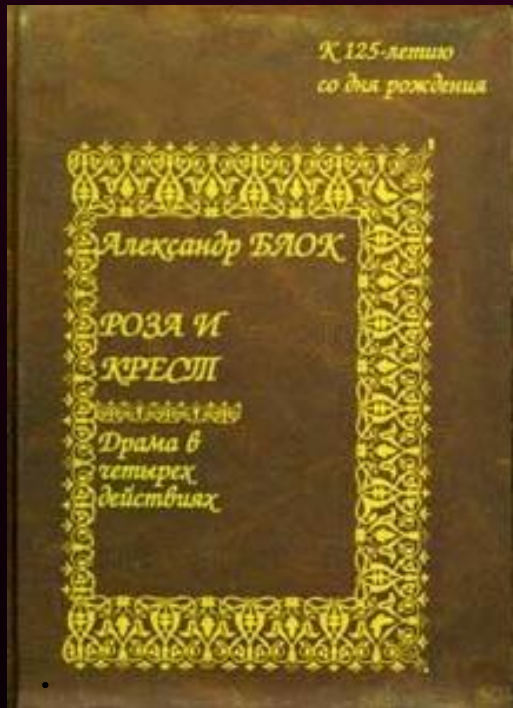 К 125-летию
со дня рождения
Александр БЛОК
РОЗА И
КРЕСТ
Драма в
четырех
действиях